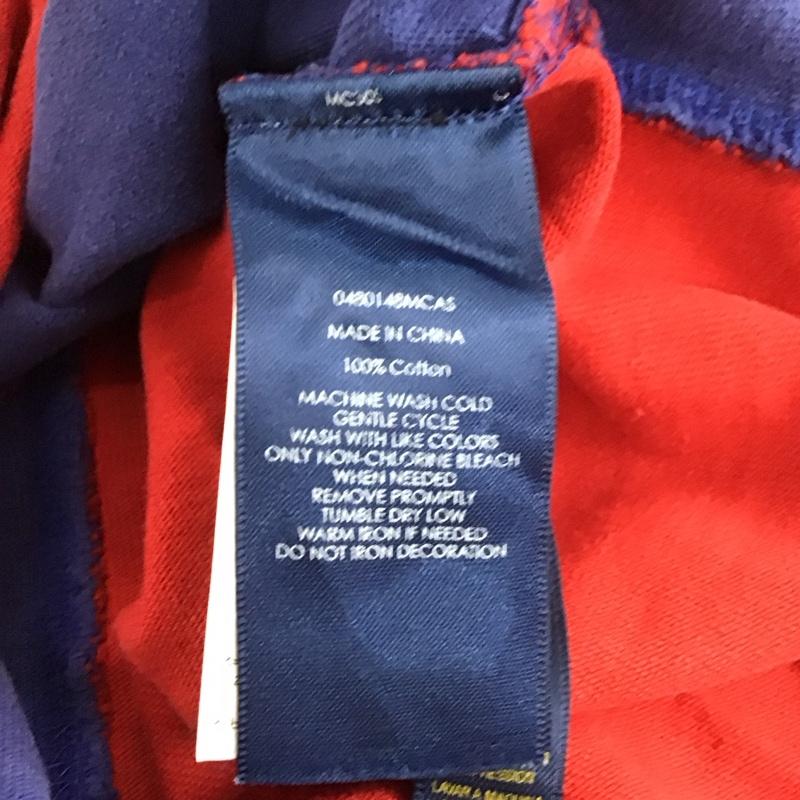 0480148MCAS
MADE IN CHINA
100% Cotton
MACHINE WASH COLD
GENTLE CYCLE
WASH WITH LIKE COLORS
ONLY NON-CHLORINE BLEACH
WHEN NEEDED
REMOVE PROMPTLY
TUMBLE DRY LOW
WARM IRON IF NEEDED
DO NOT IRON DECORATION
LAVAR A